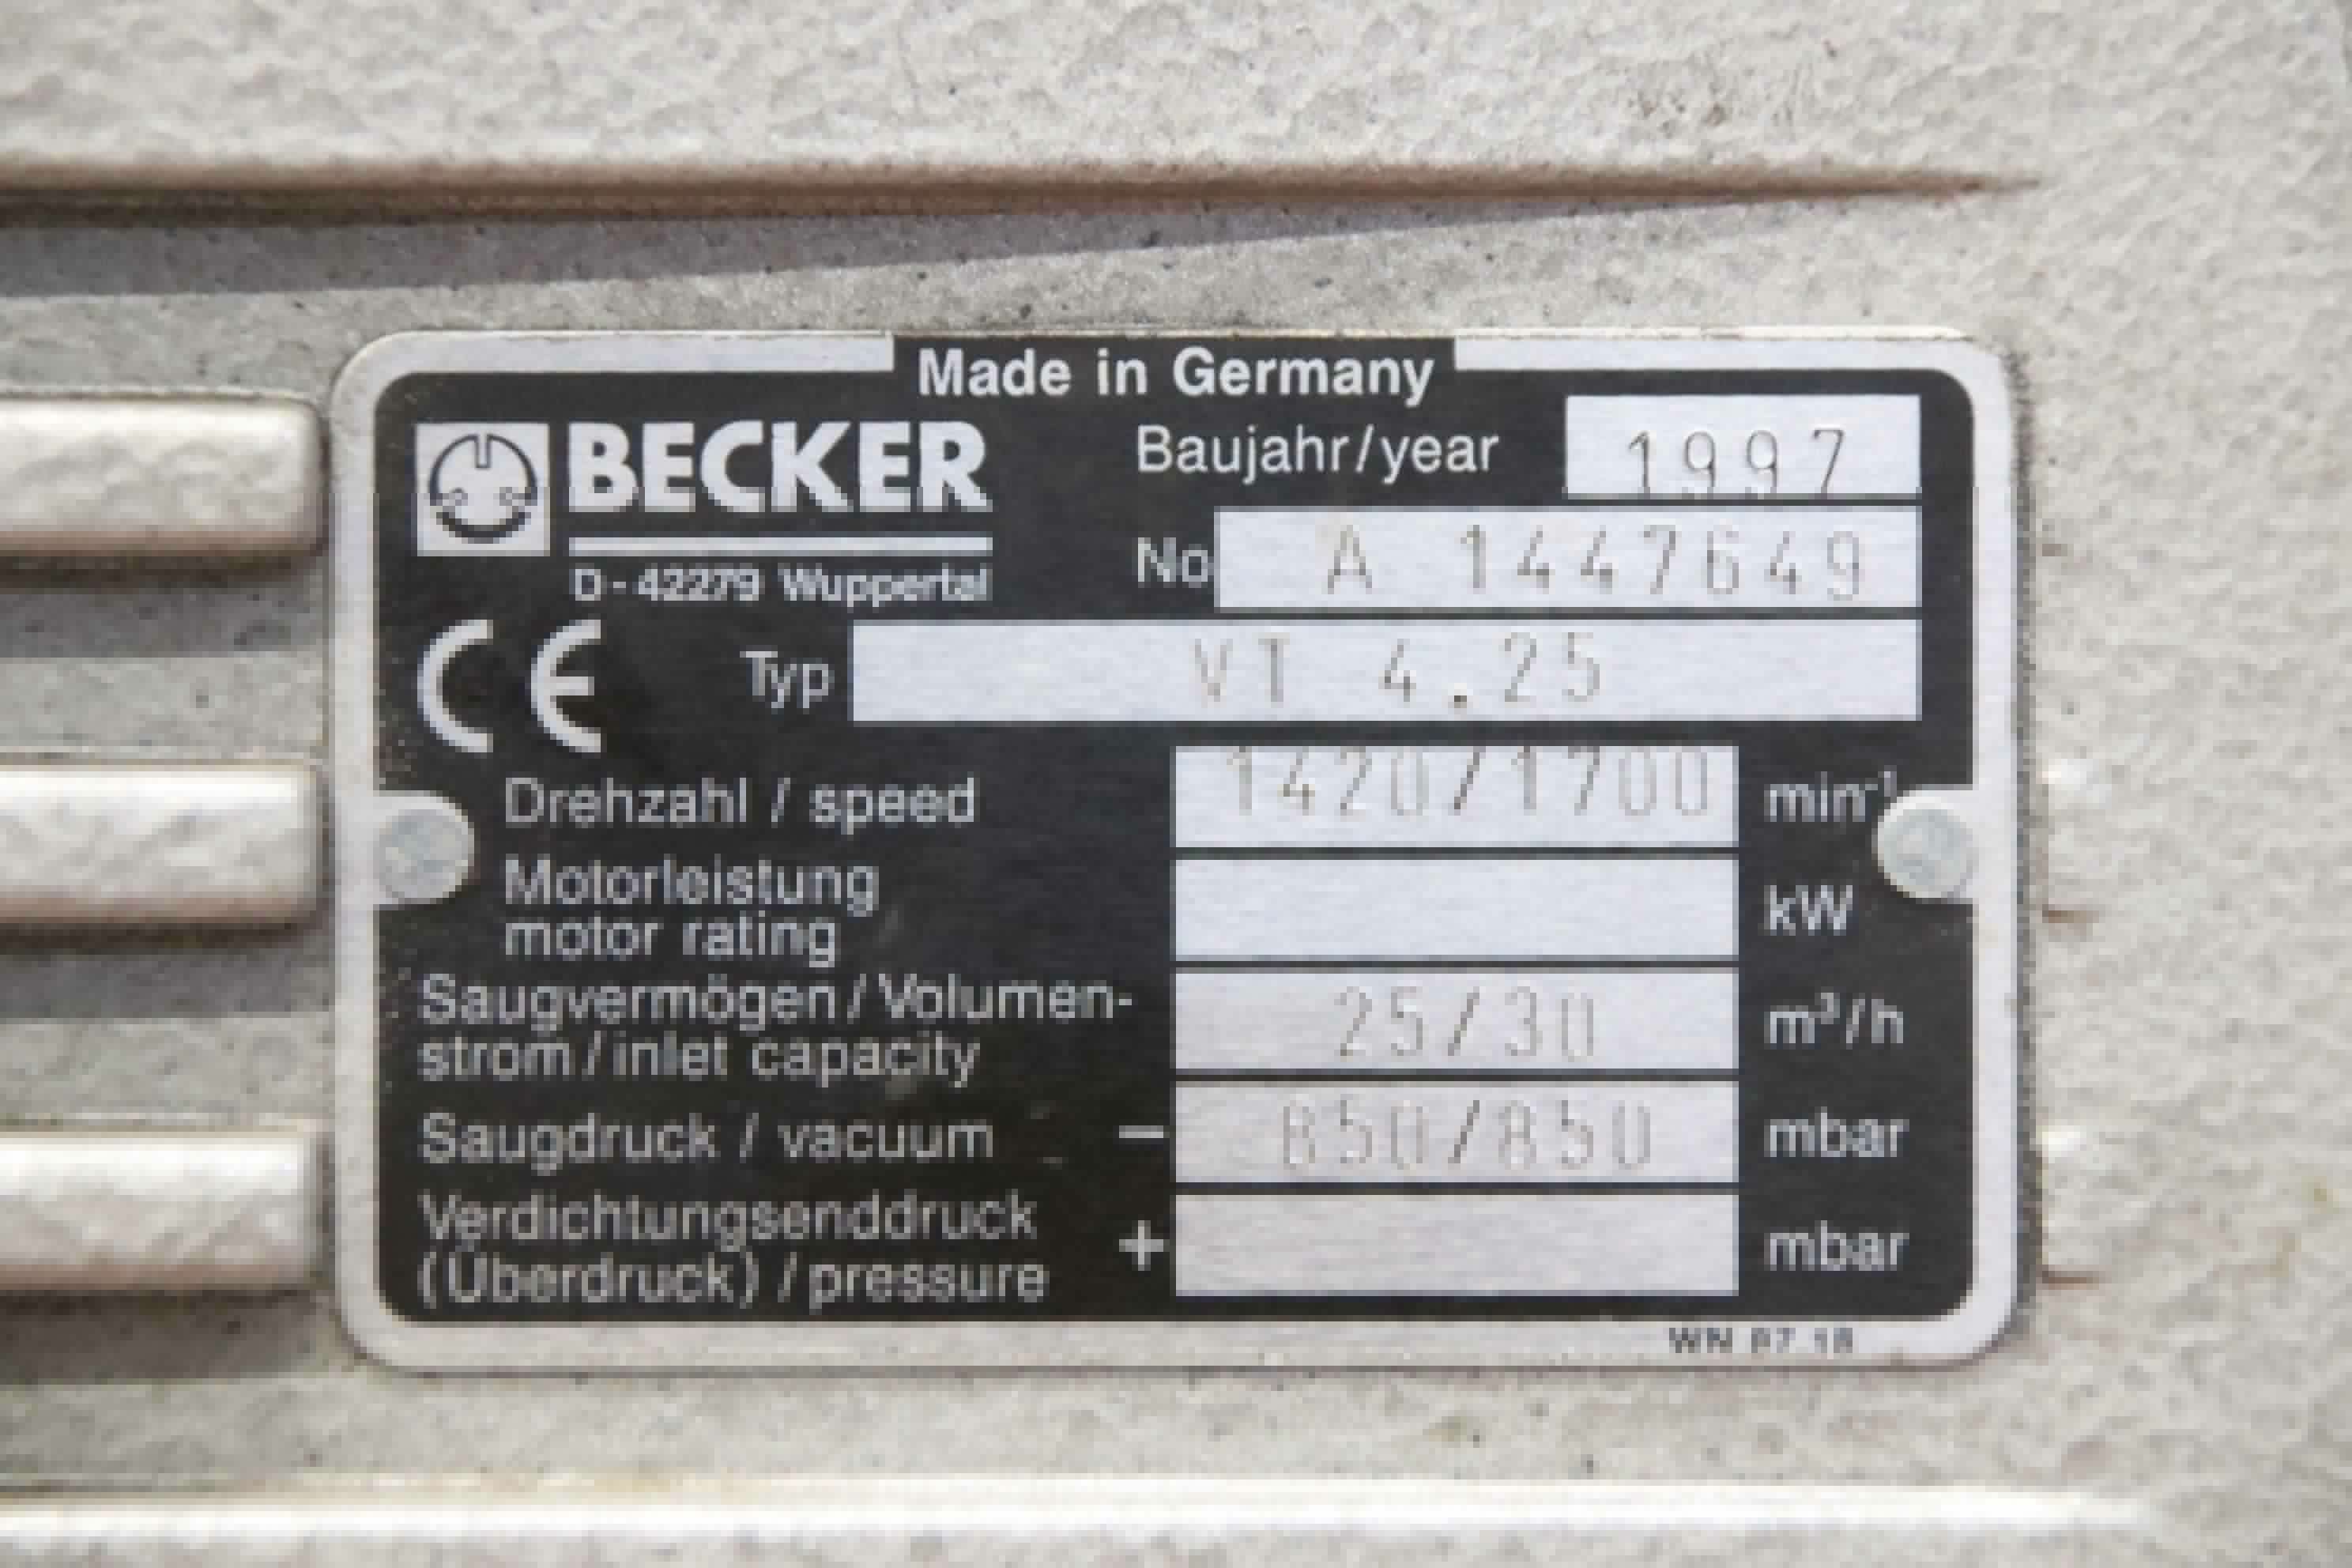 Made in Germany
BECKER
Baujahr/year 1997
D-42279 Wuppertal
No A 1447649
CE
Typ VT 4.25
Drehzahl / speed 1420/1700 min-1
Motorleistung
motor rating kW
Saugvermögen / Volumen-
strom / inlet capacity 25/30 m³/h
Saugdruck / vacuum – 850/850 mbar
Verdichtungsenddruck
(Überdruck) / pressure + mbar
WN